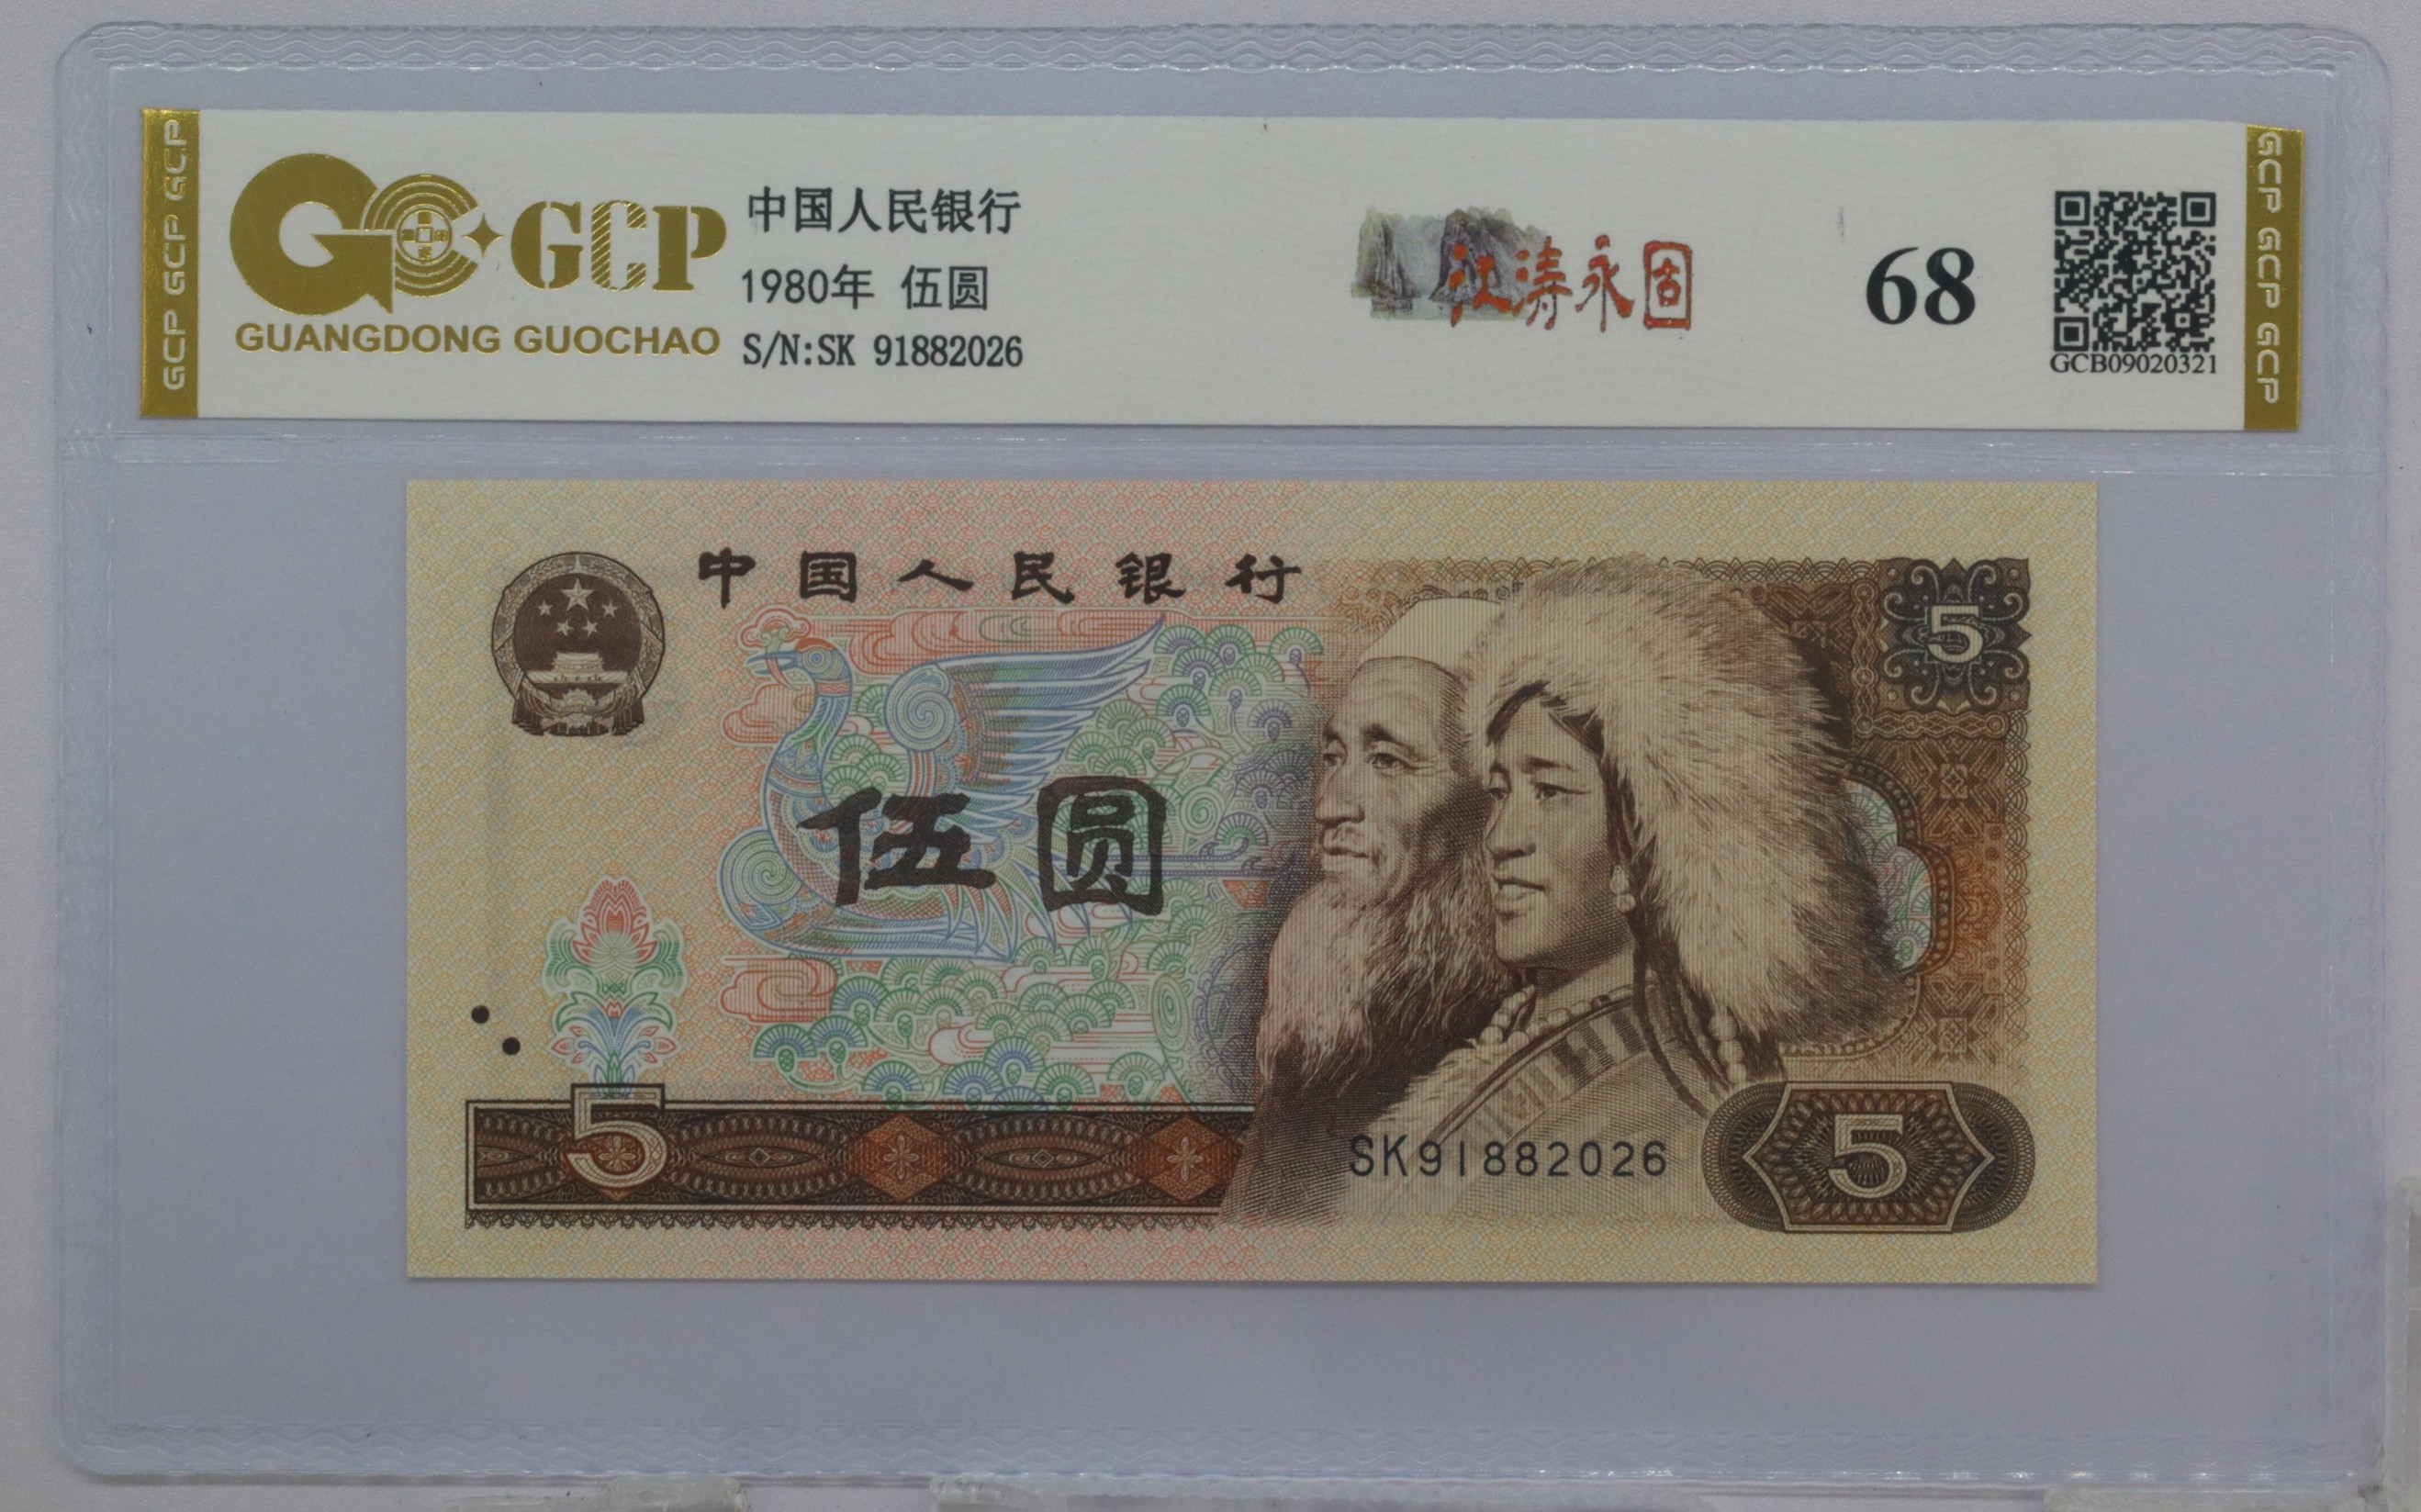 GCP GCP GCP
GCP
GUANGDONG GUOCHAO
中国人民银行
1980年 伍圆
S/N:SK 91882026
江涛永固
68
GCB09020321
GCP GCP GCP
中国人民银行
5
伍圆
5
SK91882026
5